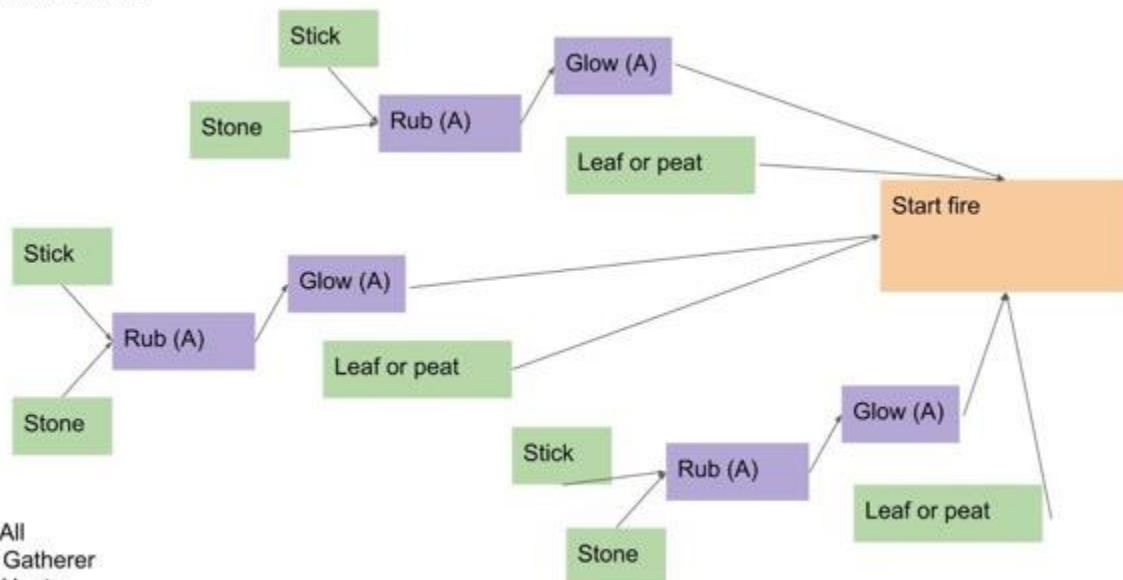 Stick
Glow (A)
Stone
Rub (A)
Leaf or peat
Start fire
Stick
Glow (A)
Rub (A)
Leaf or peat
Stone
Glow (A)
Stick
Rub (A)
Leaf or peat
Stone
All
Gatherer